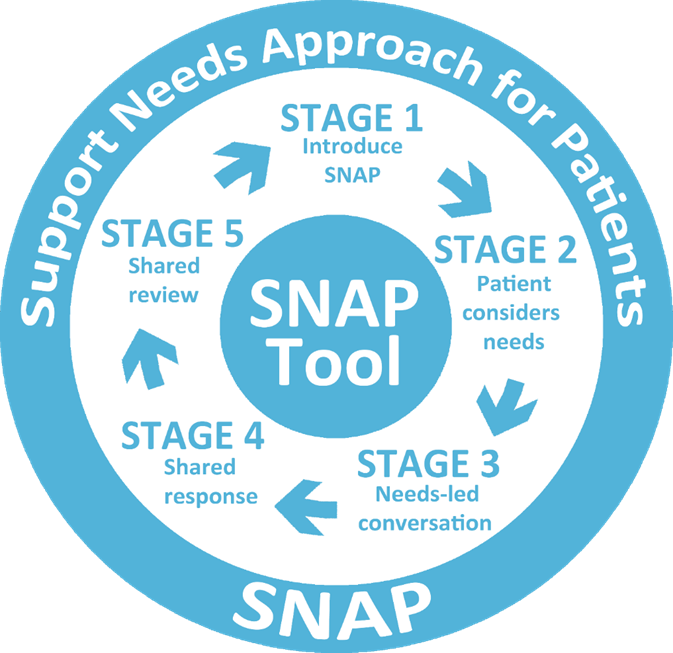 Support Needs Approach for Patients
STAGE 1
Introduce
SNAP
STAGE 2
Patient
considers
needs
STAGE 3
Needs-led
conversation
STAGE 4
Shared
response
STAGE 5
Shared
review
SNAP
Tool
SNAP